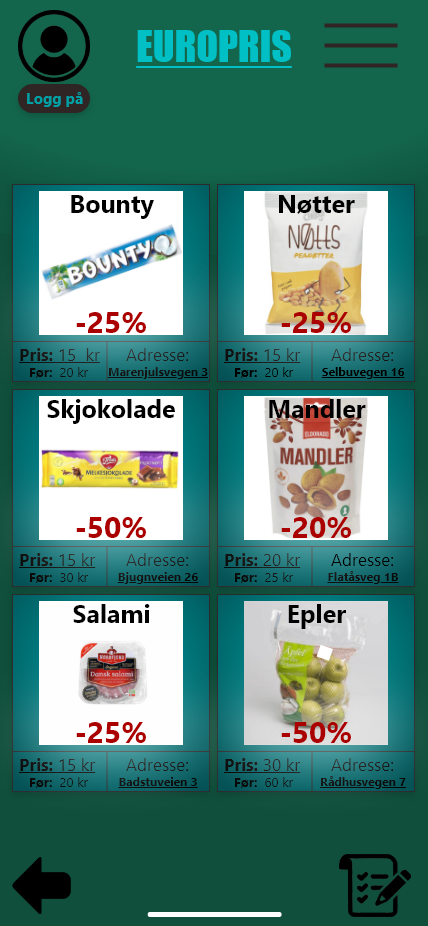 EUROPRIS
Logg på
Bounty
BOUNTY
-25%
Pris: 15 kr
Før: 20 kr
Adresse:
Marenjulsvegen 3
Nøtter
NØTTS
PEANØTTER
-25%
Pris: 15 kr
Før: 20 kr
Adresse:
Selbuvegen 16
Skjokolade
MELKESJOKOLADE
-50%
Pris: 15 kr
Før: 30 kr
Adresse:
Bjugnveien 26
Mandler
ELDORADO
MANDLER
-20%
Pris: 20 kr
Før: 25 kr
Adresse:
Flatåsveg 1B
Salami
Dansk salami
-25%
Pris: 15 kr
Før: 20 kr
Adresse:
Badstuveien 3
Epler
-50%
Pris: 30 kr
Før: 60 kr
Adresse:
Rådhusvegen 7